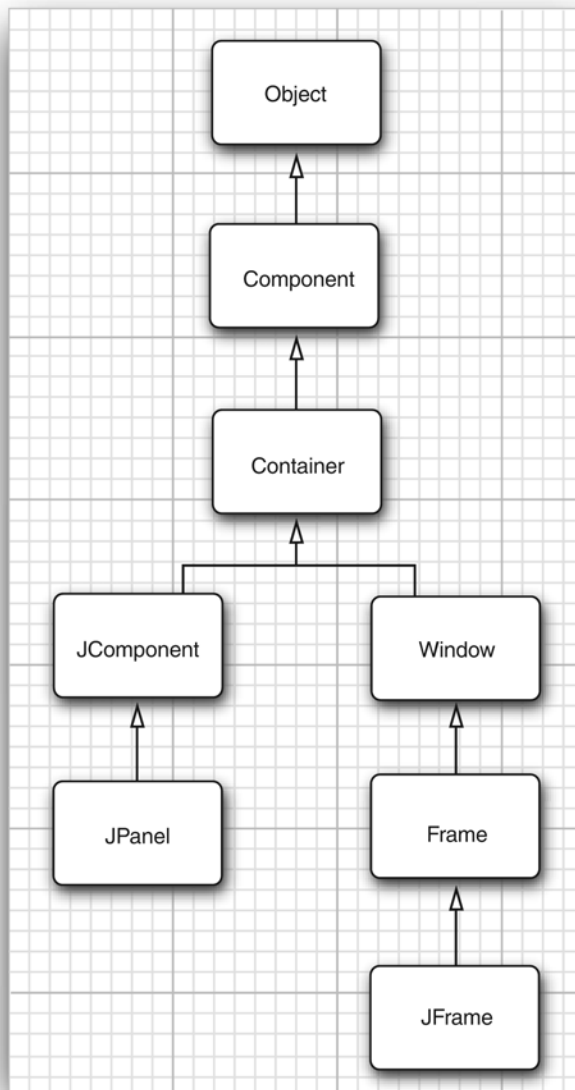 Object
Component
Container
JComponent
Window
JPanel
Frame
JFrame